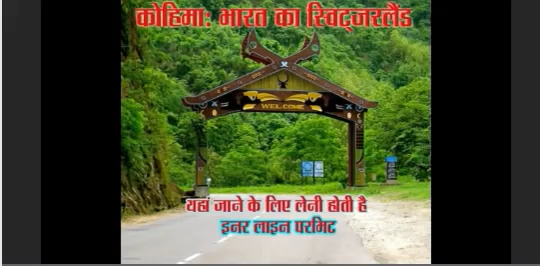 कोहिमा: भारत का स्विट्जरलैंड
WELCOME
यहां जाने के लिए लेनी होती है
इनर लाइन परमिट